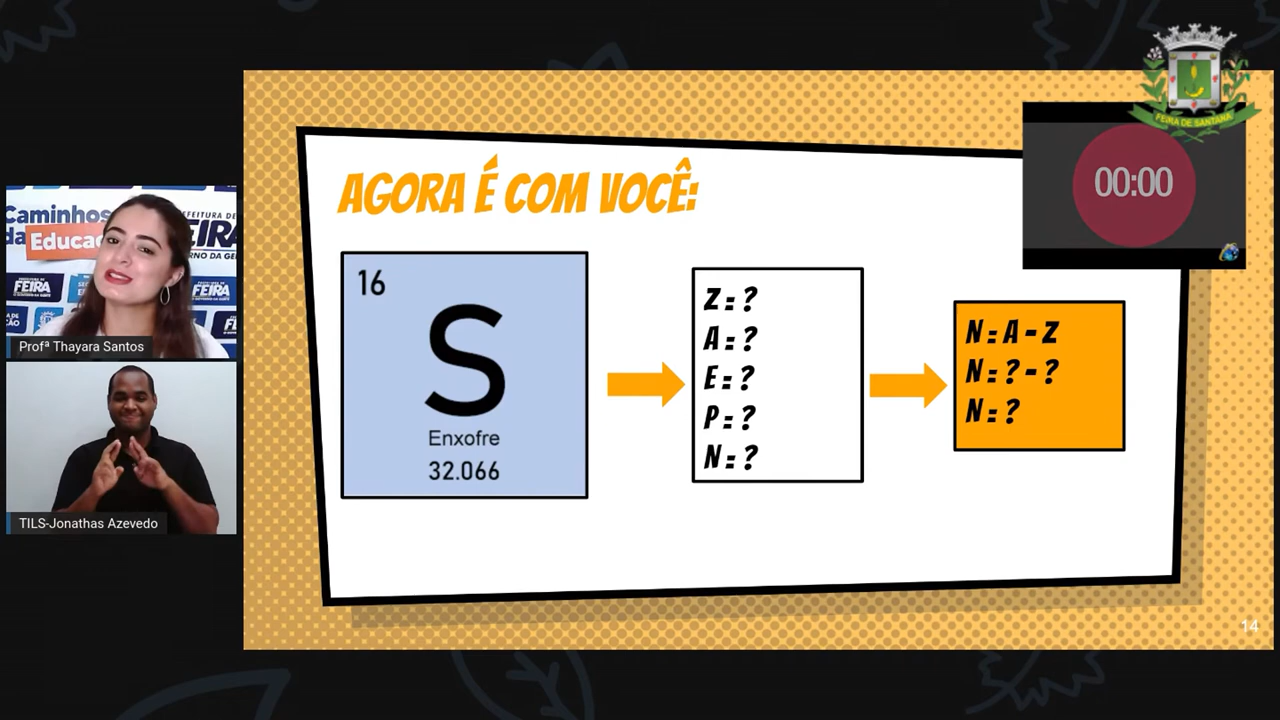 FEIRA DE SANTANA
00:00
AGORA É COM VOCÊ:
16
S
Enxofre
32.066
Z = ?
A = ?
E = ?
P = ?
N = ?
N = A - Z
N = ? - ?
N = ?
Caminhos
da Educaç
FEIRA
Profª Thayara Santos
TILS-Jonathas Azevedo
14